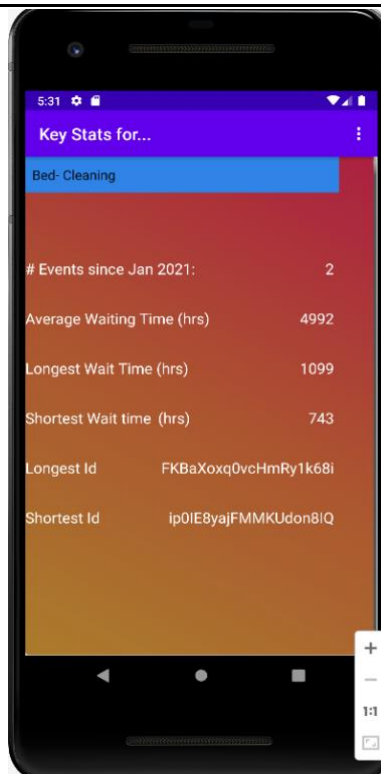 5:31
Key Stats for...
Bed- Cleaning
# Events since Jan 2021: 2
Average Waiting Time (hrs) 4992
Longest Wait Time (hrs) 1099
Shortest Wait time (hrs) 743
Longest Id FKBaXoxq0vcHmRy1k68i
Shortest Id ip0IE8yajFMMKUdon8IQ
1:1